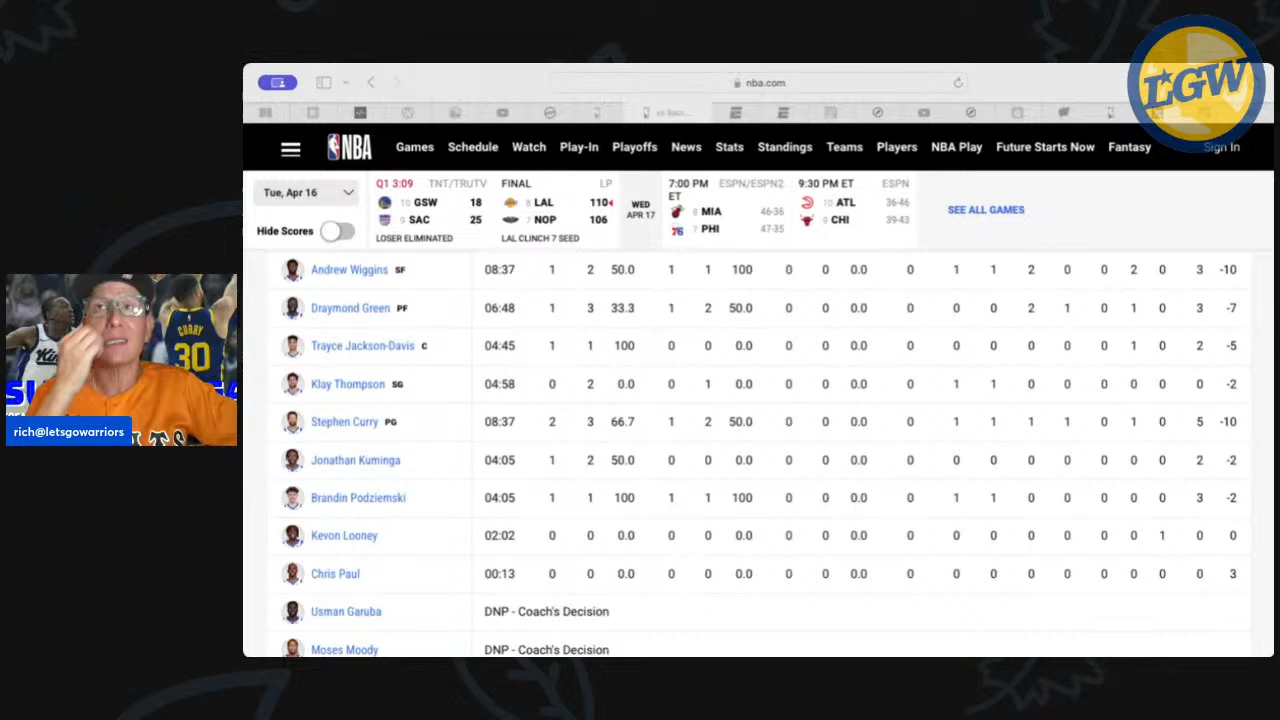 LGW
nba.com
vs Sacr...
NBA Games Schedule Watch Play-In Playoffs News Stats Standings Teams Players NBA Play Future Starts Now Fantasy Sign In
Tue, Apr 16
Hide Scores
Q1 3:09 TNT/TRUTV
10 GSW 18
9 SAC 25
LOSER ELIMINATED
FINAL LP
8 LAL 110
7 NOP 106
LAL CLINCH 7 SEED
WED
APR 17
7:00 PM ET ESPN/ESPN2
8 MIA 46-36
7 PHI 47-35
9:30 PM ET ESPN
10 ATL 36-46
9 CHI 39-43
SEE ALL GAMES
Andrew Wiggins SF 08:37 1 2 50.0 1 1 100 0 0 0.0 0 1 1 2 0 0 2 0 3 -10
Draymond Green PF 06:48 1 3 33.3 1 2 50.0 0 0 0.0 0 0 0 2 1 0 1 0 3 -7
Trayce Jackson-Davis C 04:45 1 1 100 0 0 0.0 0 0 0.0 0 0 0 0 0 0 1 0 2 -5
Klay Thompson SG 04:58 0 2 0.0 0 1 0.0 0 0 0.0 0 1 1 0 0 0 0 0 0 -2
Stephen Curry PG 08:37 2 3 66.7 1 2 50.0 0 0 0.0 0 1 1 1 1 0 1 0 5 -10
Jonathan Kuminga 04:05 1 2 50.0 0 0 0.0 0 0 0.0 0 0 0 0 0 0 0 0 2 -2
Brandin Podziemski 04:05 1 1 100 1 1 100 0 0 0.0 0 1 1 0 0 0 0 0 3 -2
Kevon Looney 02:02 0 0 0.0 0 0 0.0 0 0 0.0 0 0 0 0 0 0 0 1 0 0
Chris Paul 00:13 0 0 0.0 0 0 0.0 0 0 0.0 0 0 0 0 0 0 0 0 0 3
Usman Garuba DNP - Coach's Decision
Moses Moody DNP - Coach's Decision
CURRY
30
rich@letsgowarriors